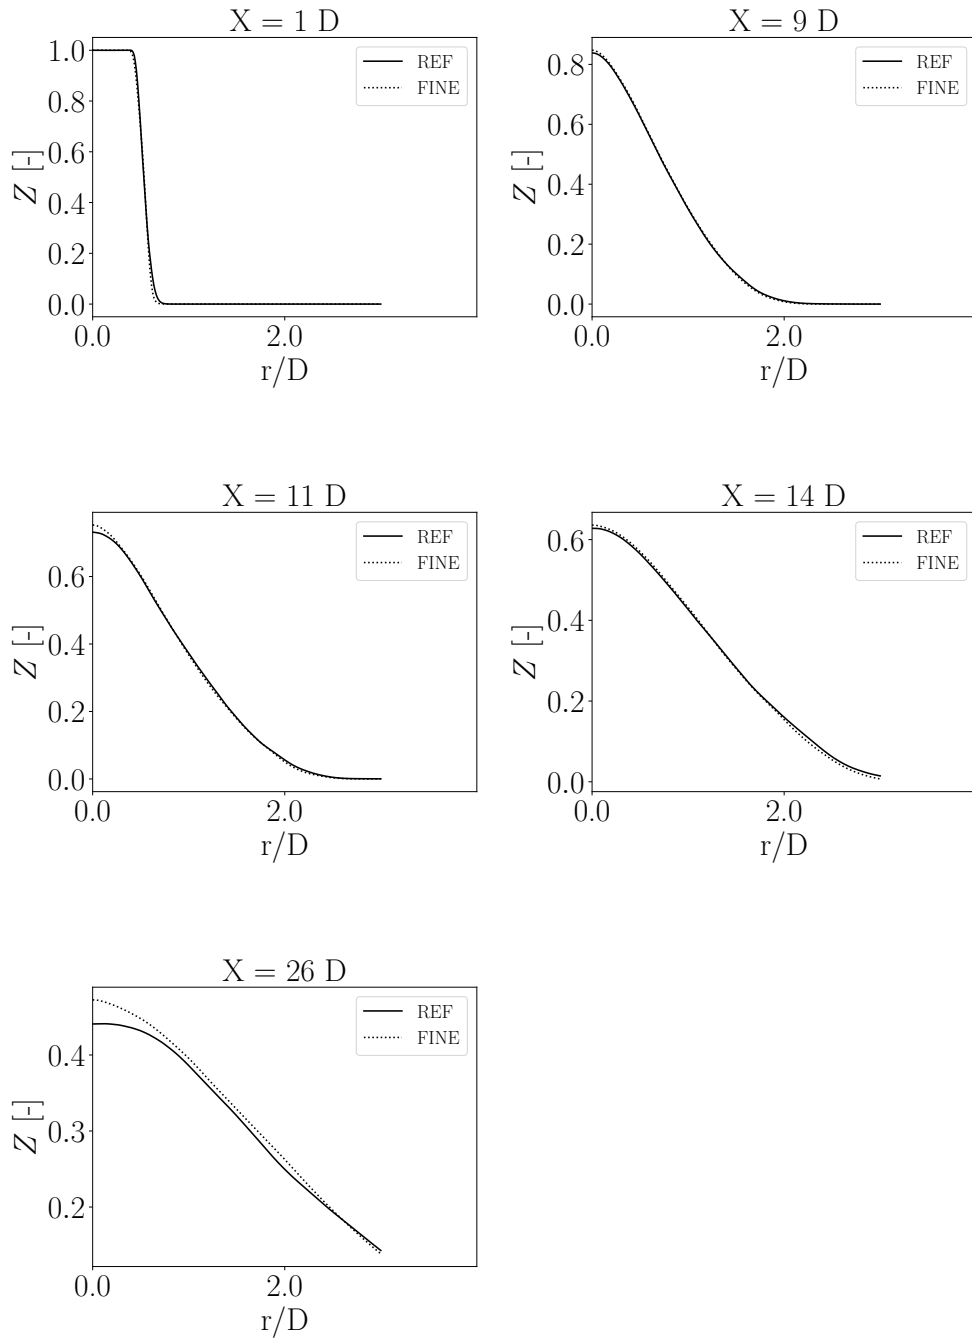 X = 1 D
1.0
0.8
0.6
0.4
0.2
0.0
Z [-]
0.0
2.0
r/D
REF
FINE
X = 9 D
0.8
0.6
0.4
0.2
0.0
Z [-]
0.0
2.0
r/D
REF
FINE
X = 11 D
0.6
0.4
0.2
0.0
Z [-]
0.0
2.0
r/D
REF
FINE
X = 14 D
0.6
0.4
0.2
0.0
Z [-]
0.0
2.0
r/D
REF
FINE
X = 26 D
0.4
0.3
0.2
Z [-]
0.0
2.0
r/D
REF
FINE